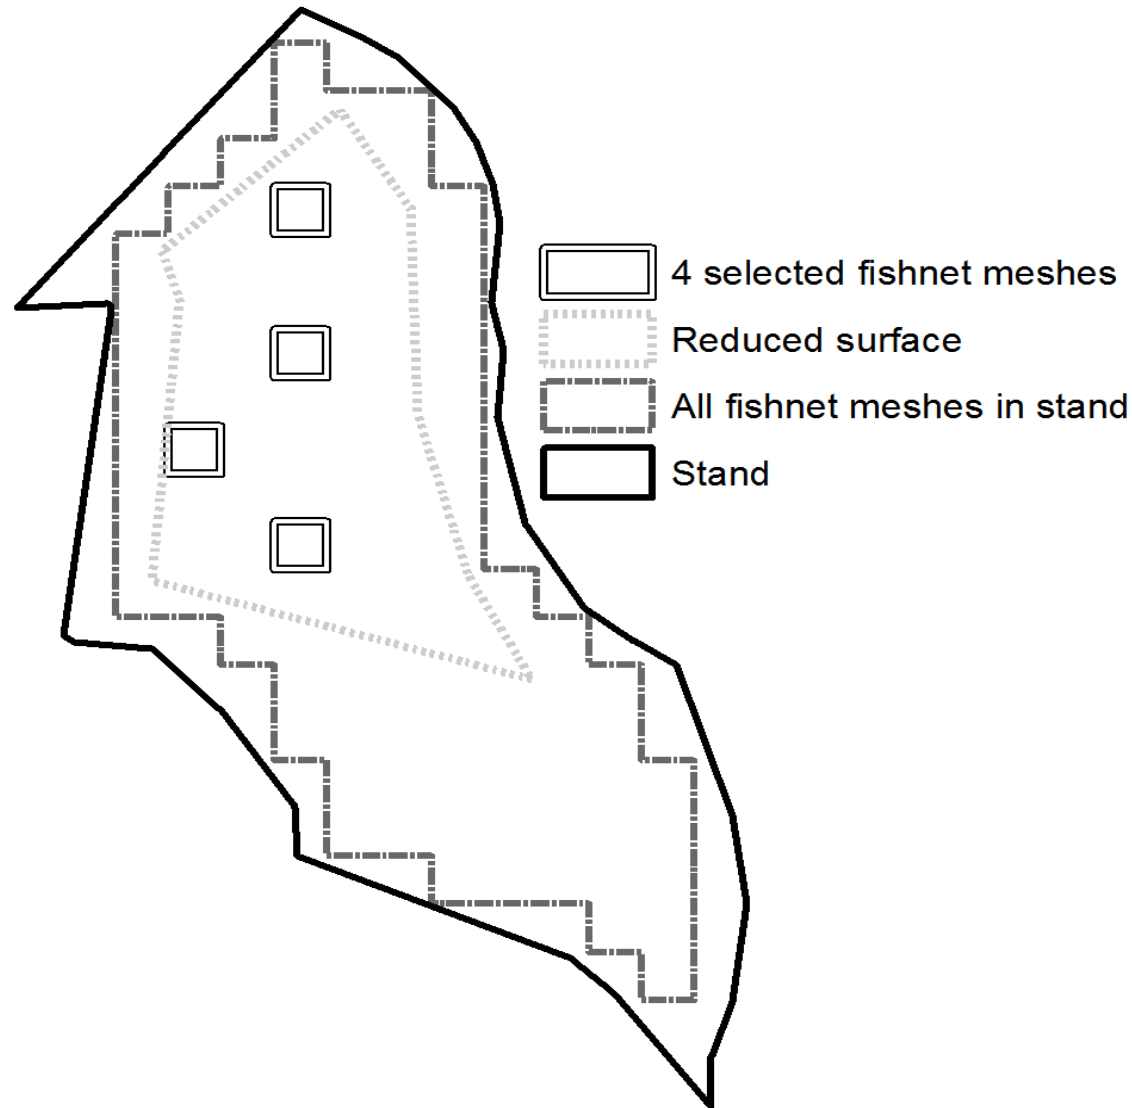 4 selected fishnet meshes
Reduced surface
All fishnet meshes in stand
Stand